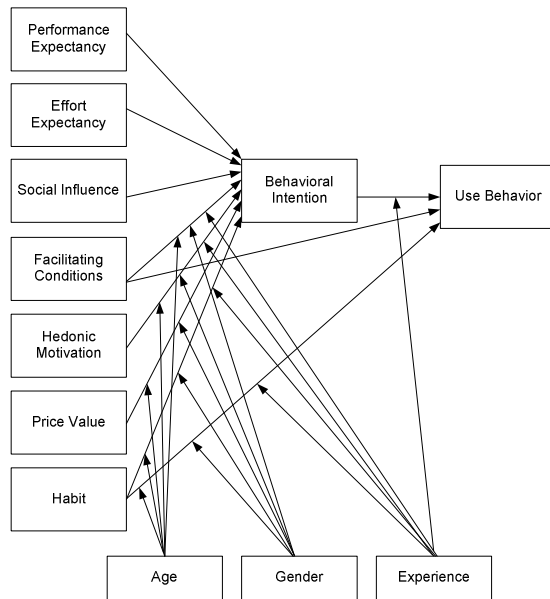 Performance
Expectancy
Effort
Expectancy
Social Influence
Behavioral
Intention
Use Behavior
Facilitating
Conditions
Hedonic
Motivation
Price Value
Habit
Age
Gender
Experience